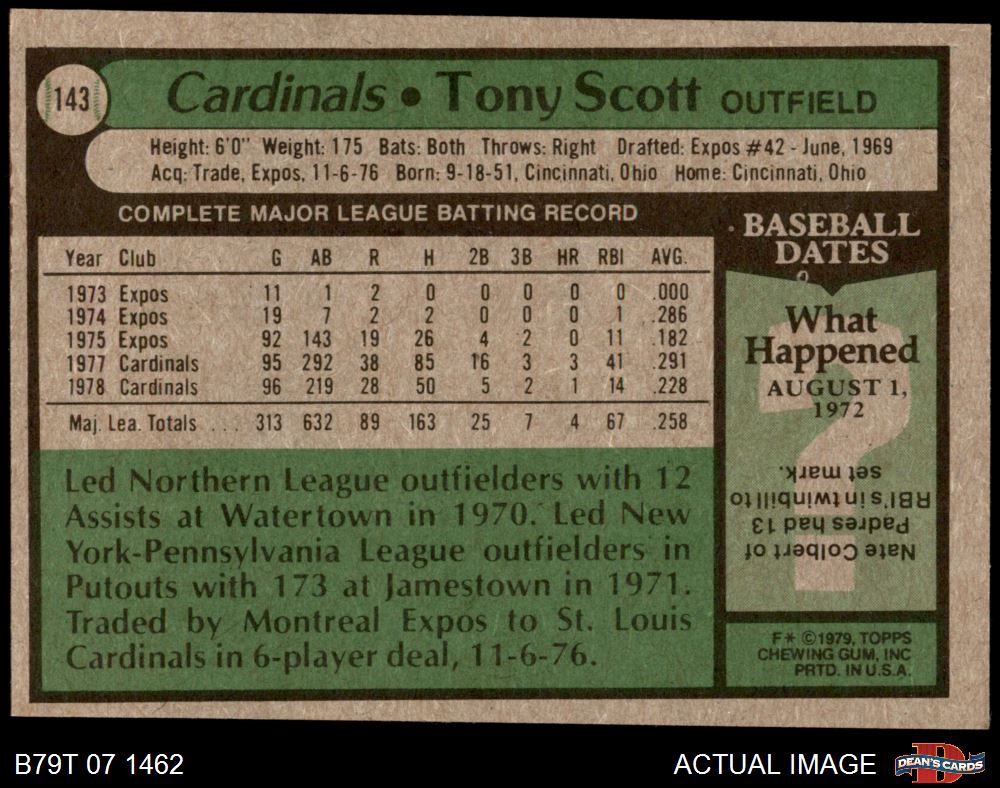 143
Cardinals • Tony Scott OUTFIELD
Height: 6'0" Weight: 175 Bats: Both Throws: Right Drafted: Expos #42 - June, 1969
Acq: Trade, Expos, 11-6-76 Born: 9-18-51, Cincinnati, Ohio Home: Cincinnati, Ohio
COMPLETE MAJOR LEAGUE BATTING RECORD
Year Club G AB R H 2B 3B HR RBI AVG.
1973 Expos 11 1 2 0 0 0 0 0 .000
1974 Expos 19 7 2 2 0 0 0 1 .286
1975 Expos 92 143 19 26 4 2 0 11 .182
1977 Cardinals 95 292 38 85 16 3 3 41 .291
1978 Cardinals 96 219 28 50 5 2 1 14 .228
Maj. Lea. Totals . . . 313 632 89 163 25 7 4 67 .258
Led Northern League outfielders with 12
Assists at Watertown in 1970. Led New
York-Pennsylvania League outfielders in
Putouts with 173 at Jamestown in 1971.
Traded by Montreal Expos to St. Louis
Cardinals in 6-player deal, 11-6-76.
BASEBALL
DATES
What
Happened
AUGUST 1,
1972
?
Nate Colbert of
Padres had 13
RBI's in twinbill to
set mark.
F* ©1979, TOPPS
CHEWING GUM, INC
PRTD. IN U.S.A.
B79T 07 1462
ACTUAL IMAGE
D
DEAN'S CARDS